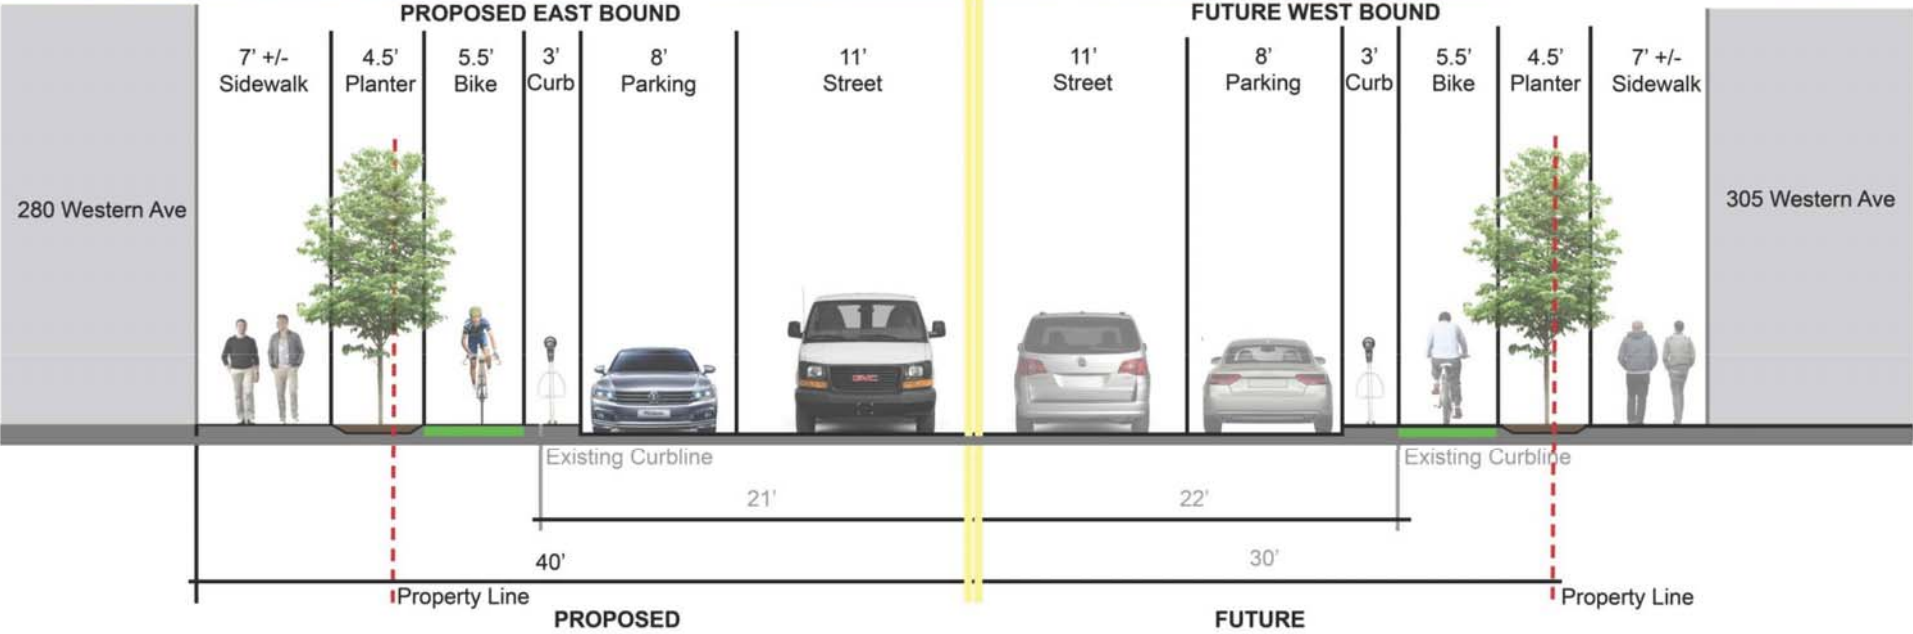 PROPOSED EAST BOUND
FUTURE WEST BOUND
7' +/-
Sidewalk
4.5'
Planter
5.5'
Bike
3'
Curb
8'
Parking
11'
Street
11'
Street
8'
Parking
3'
Curb
5.5'
Bike
4.5'
Planter
7' +/-
Sidewalk
280 Western Ave
305 Western Ave
GMC
Existing Curbline
Existing Curbline
21'
22'
40'
30'
Property Line
Property Line
PROPOSED
FUTURE